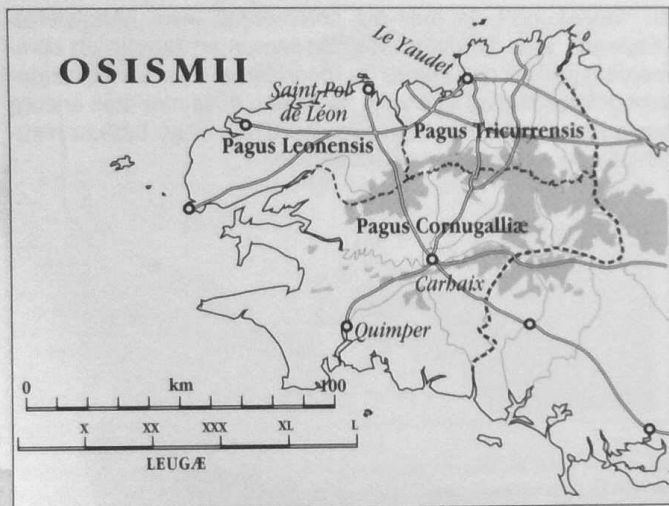 OSISMII
Le Yaudet
Saint Pol
de Léon
Pagus Leonensis
Pagus Tricurrensis
Pagus Cornugalliæ
Carhaix
Quimper
0 km 100
X XX XXX XL L
LEUGÆ